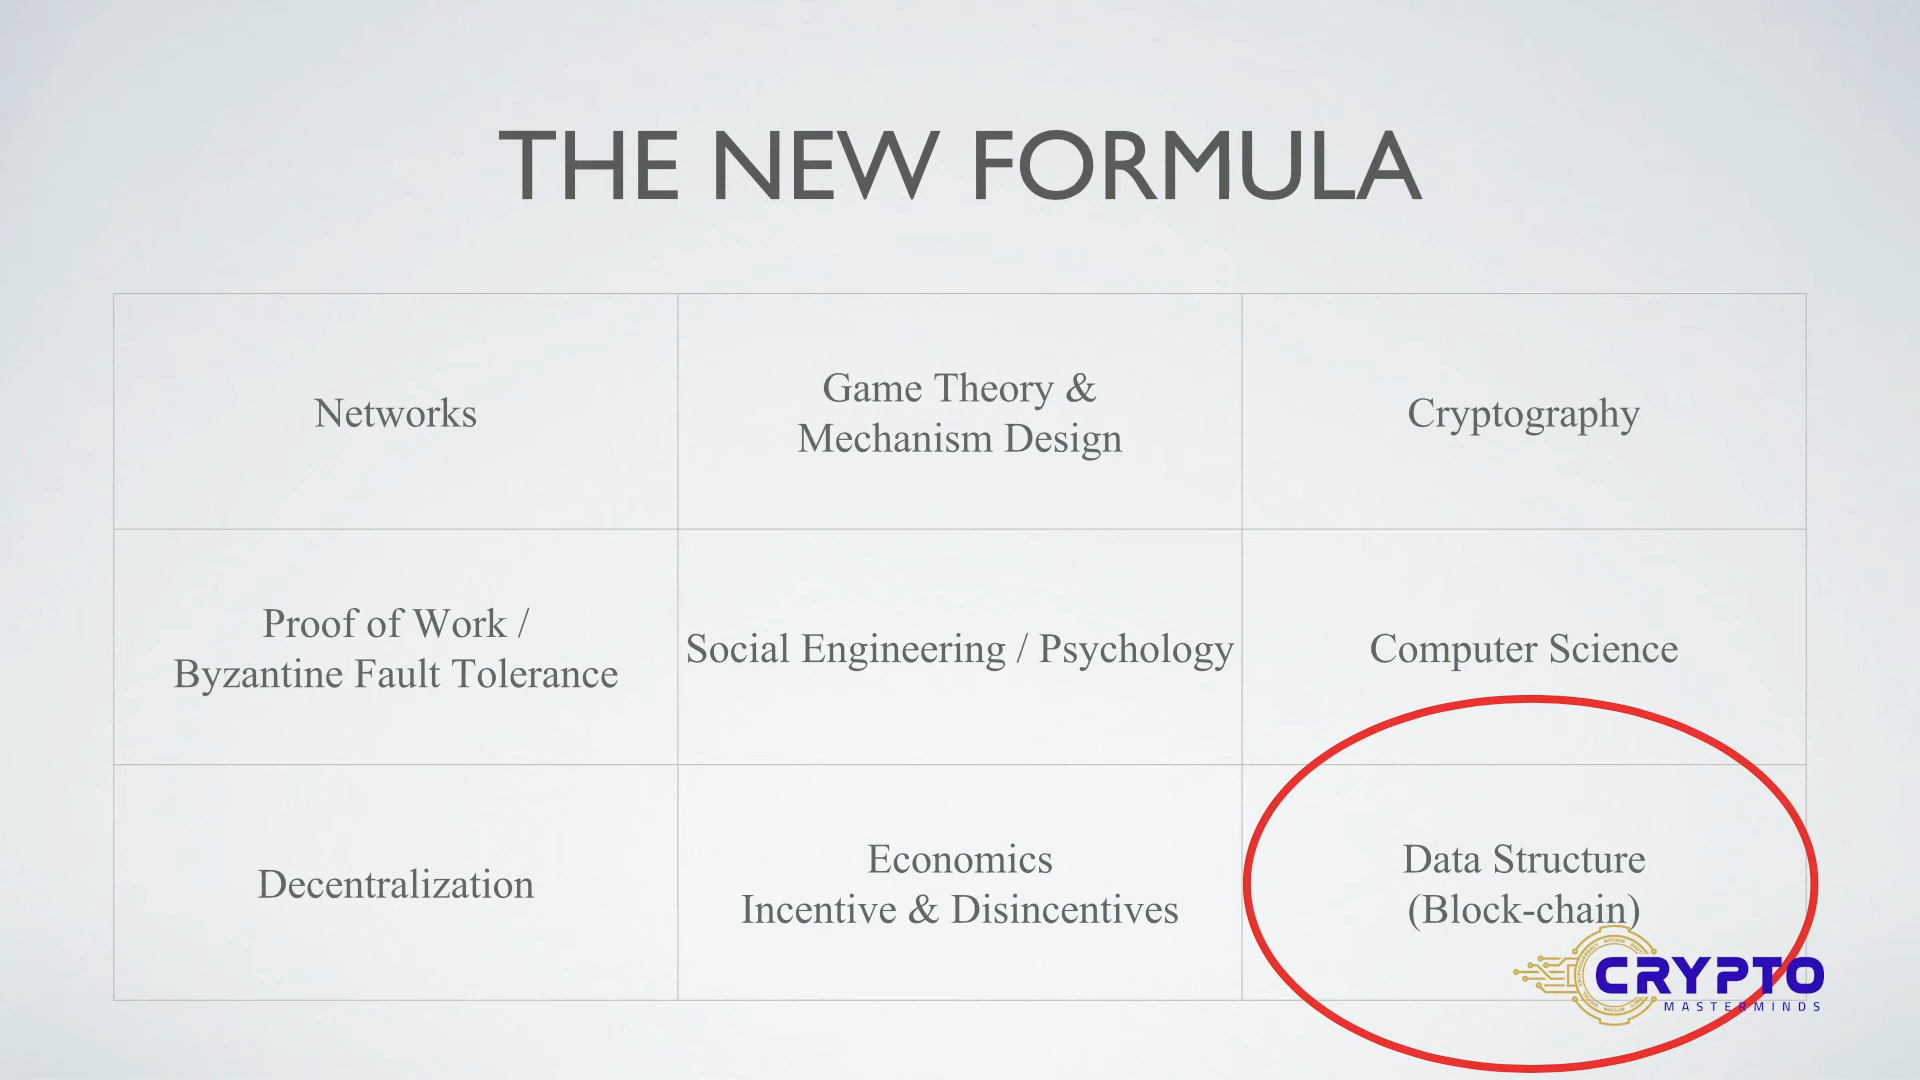 THE NEW FORMULA
Networks
Game Theory &
Mechanism Design
Cryptography
Proof of Work /
Byzantine Fault Tolerance
Social Engineering / Psychology
Computer Science
Decentralization
Economics
Incentive & Disincentives
Data Structure
(Block-chain)
CRYPTO
MASTERMINDS